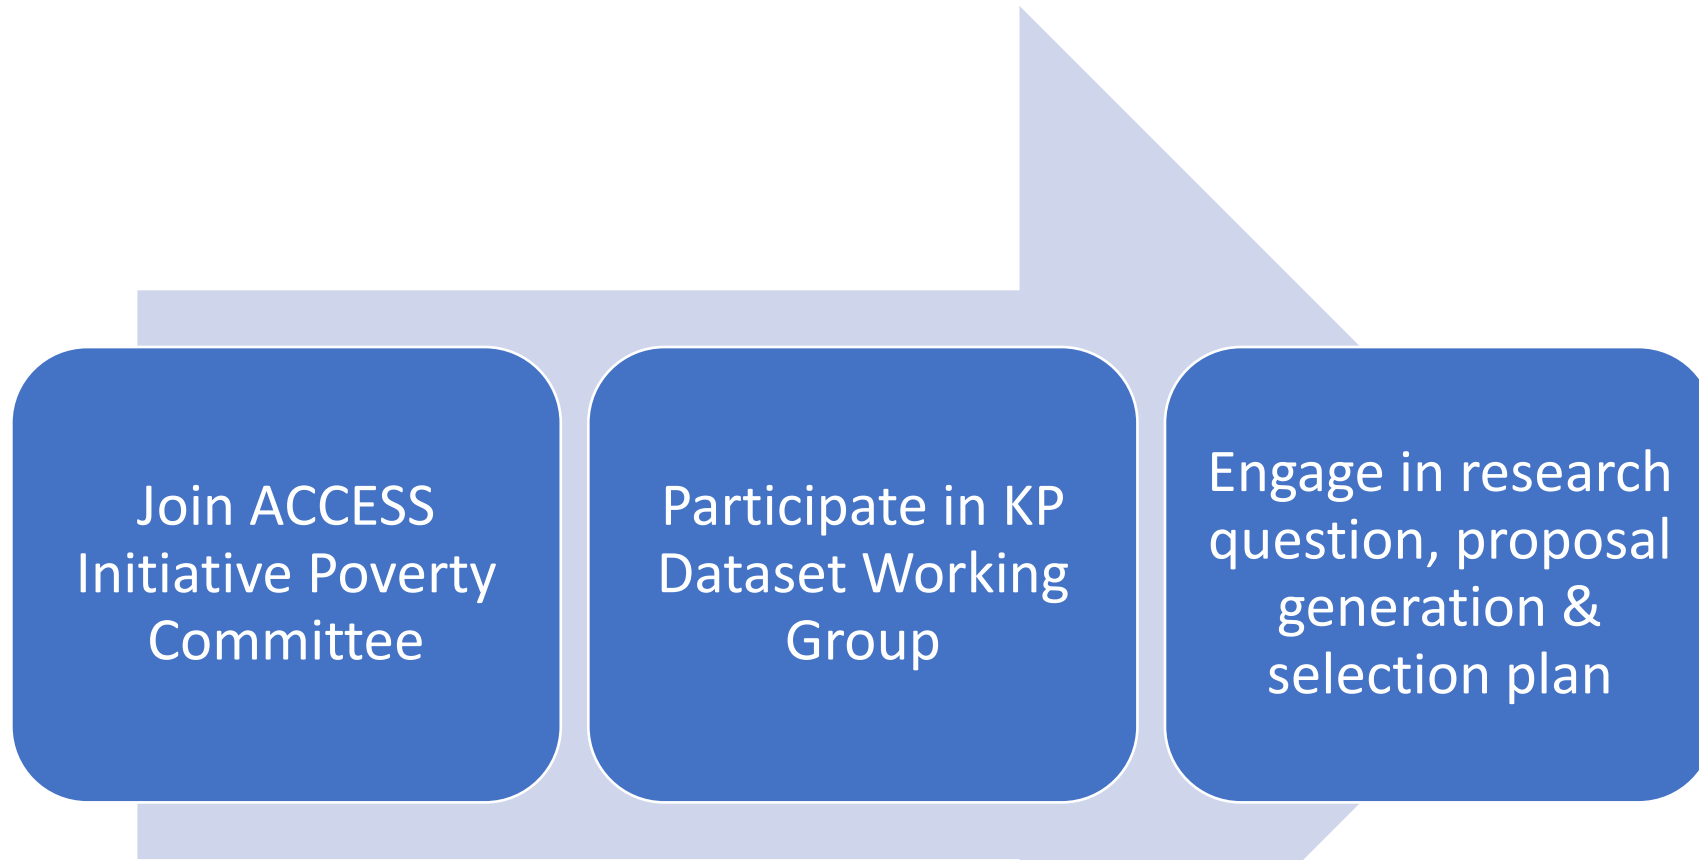 Join ACCESS
Initiative Poverty
Committee
Participate in KP
Dataset Working
Group
Engage in research
question, proposal
generation &
selection plan